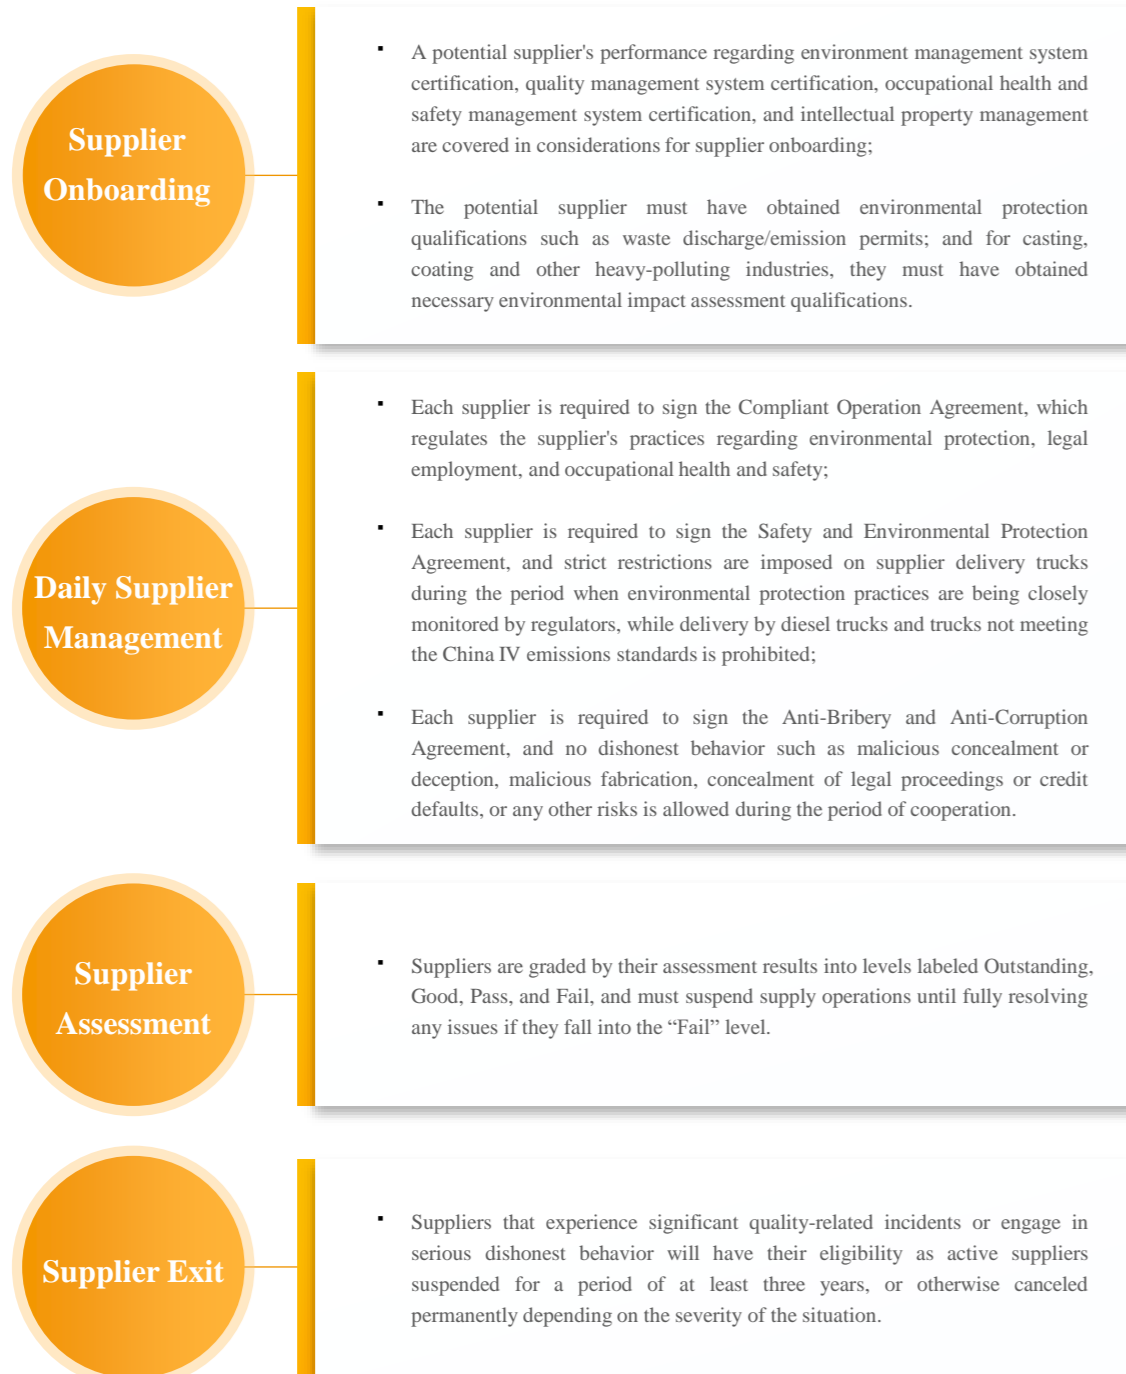 Supplier
Onboarding
▪ A potential supplier's performance regarding environment management system
certification, quality management system certification, occupational health and
safety management system certification, and intellectual property management
are covered in considerations for supplier onboarding;
▪ The potential supplier must have obtained environmental protection
qualifications such as waste discharge/emission permits; and for casting,
coating and other heavy-polluting industries, they must have obtained
necessary environmental impact assessment qualifications.
Daily Supplier
Management
▪ Each supplier is required to sign the Compliant Operation Agreement, which
regulates the supplier's practices regarding environmental protection, legal
employment, and occupational health and safety;
▪ Each supplier is required to sign the Safety and Environmental Protection
Agreement, and strict restrictions are imposed on supplier delivery trucks
during the period when environmental protection practices are being closely
monitored by regulators, while delivery by diesel trucks and trucks not meeting
the China IV emissions standards is prohibited;
▪ Each supplier is required to sign the Anti-Bribery and Anti-Corruption
Agreement, and no dishonest behavior such as malicious concealment or
deception, malicious fabrication, concealment of legal proceedings or credit
defaults, or any other risks is allowed during the period of cooperation.
Supplier
Assessment
▪ Suppliers are graded by their assessment results into levels labeled Outstanding,
Good, Pass, and Fail, and must suspend supply operations until fully resolving
any issues if they fall into the “Fail” level.
Supplier Exit
▪ Suppliers that experience significant quality-related incidents or engage in
serious dishonest behavior will have their eligibility as active suppliers
suspended for a period of at least three years, or otherwise canceled
permanently depending on the severity of the situation.